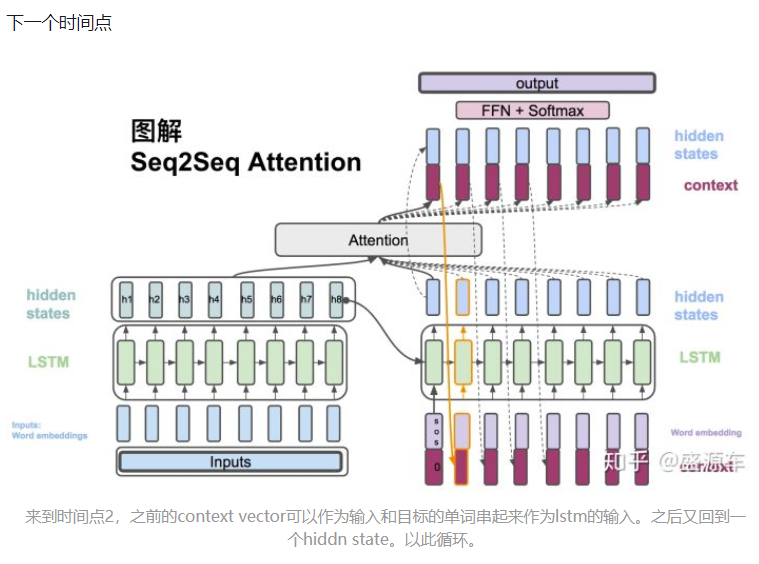 下一个时间点
output
FFN + Softmax
图解
Seq2Seq Attention
hidden
states
context
Attention
hidden
states
h1 h2 h3 h4 h5 h6 h7 h8
hidden
states
LSTM
LSTM
Inputs:
Word embeddings
sos
Word embedding
Inputs
0
知乎 @盛源车
context
来到时间点2，之前的context vector可以作为输入和目标的单词串起来作为lstm的输入。之后又回到一
个hiddn state。以此循环。